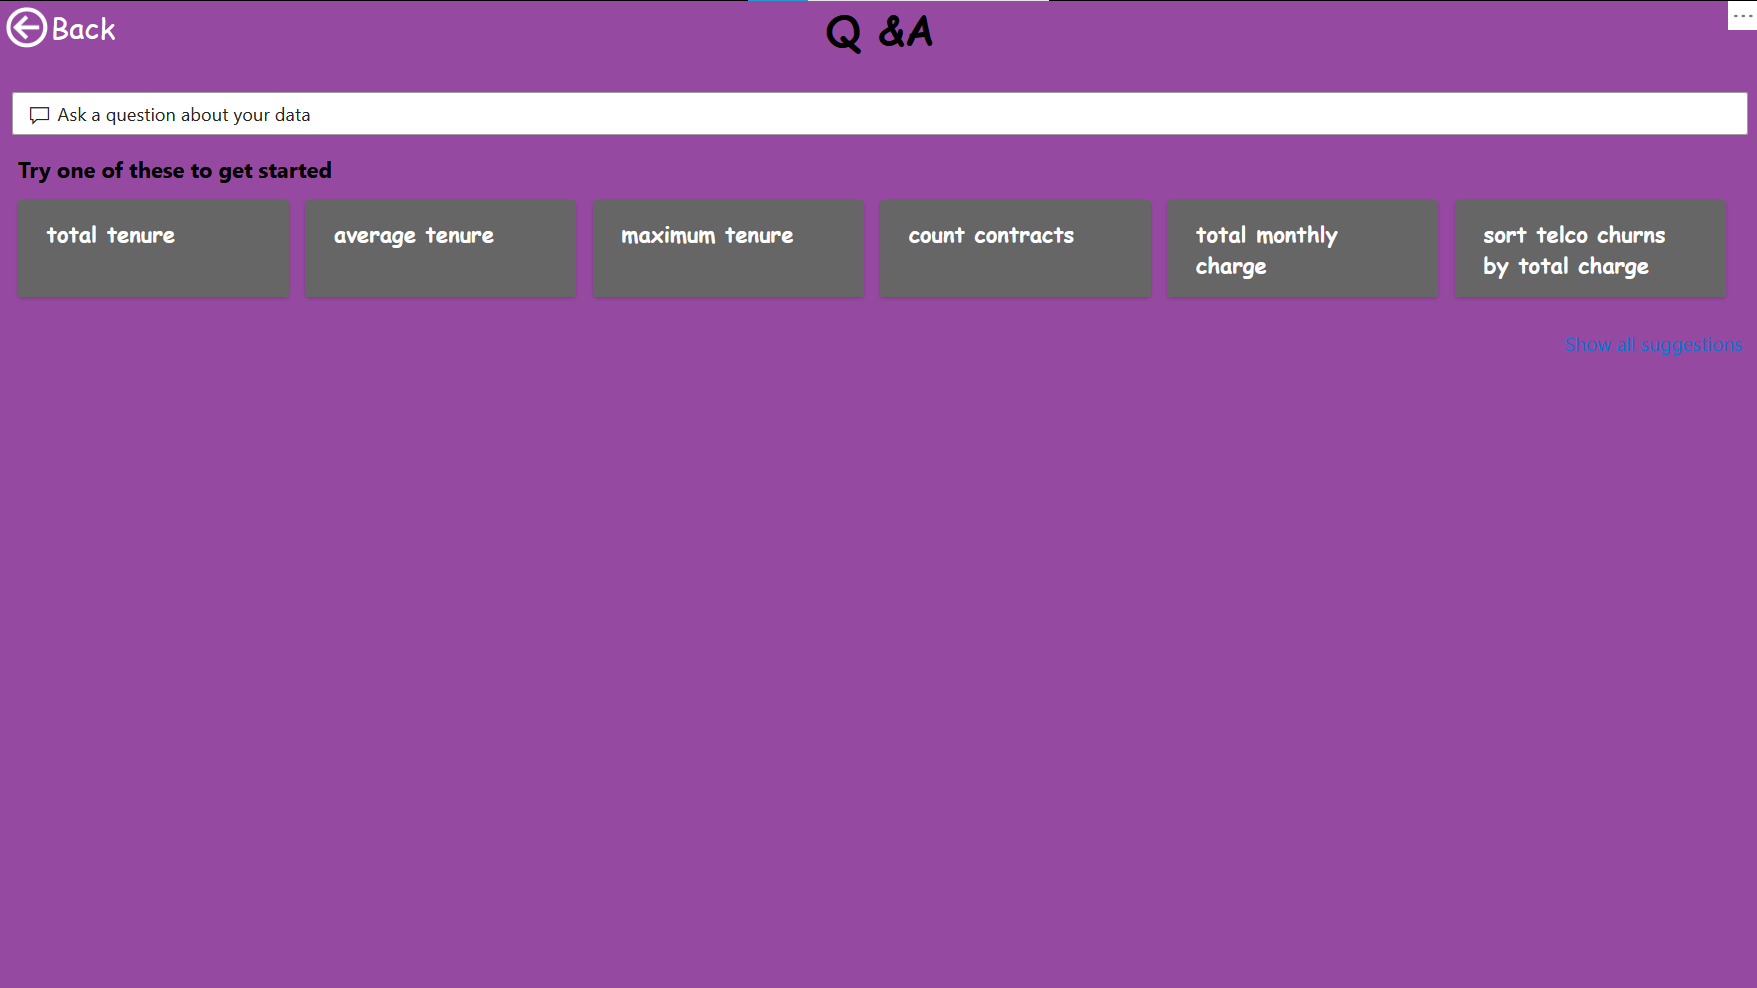 Back
Q &A
...
Ask a question about your data
Try one of these to get started
total tenure
average tenure
maximum tenure
count contracts
total monthly
charge
sort telco churns
by total charge
Show all suggestions